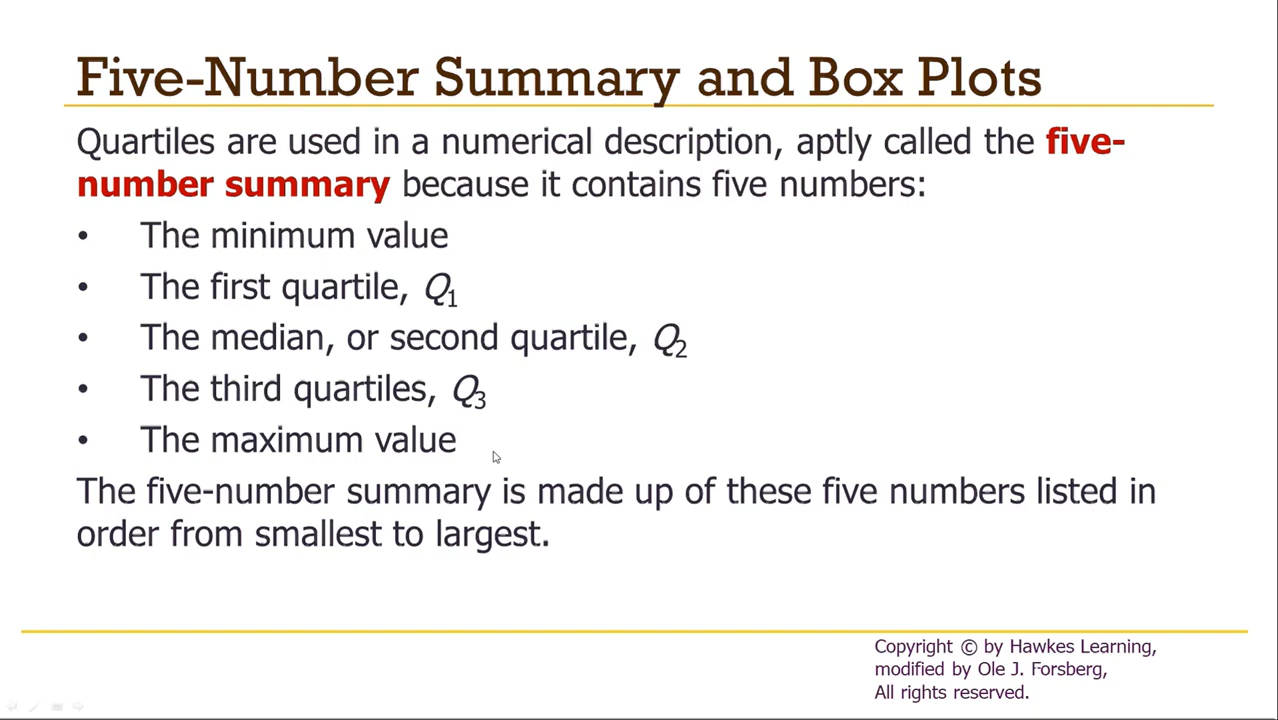 Five-Number Summary and Box Plots
Quartiles are used in a numerical description, aptly called the five-
number summary because it contains five numbers:
• The minimum value
• The first quartile, Q₁
• The median, or second quartile, Q₂
• The third quartiles, Q₃
• The maximum value
The five-number summary is made up of these five numbers listed in
order from smallest to largest.
Copyright © by Hawkes Learning,
modified by Ole J. Forsberg,
All rights reserved.